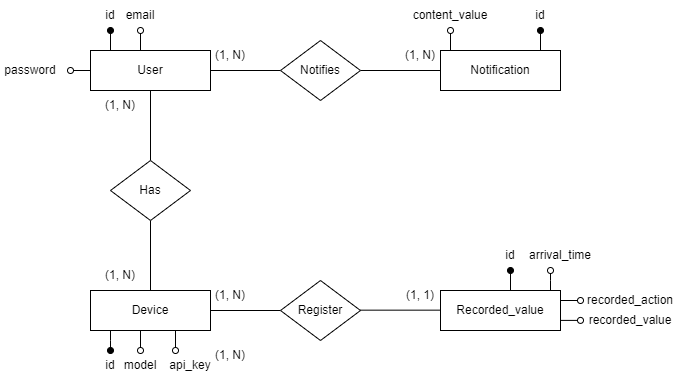 id email content_value id
(1, N) (1, N)
password User Notifies Notification
(1, N)
Has
id arrival_time
(1, N) (1, N) (1, 1)
recorded_action
Device Register Recorded_value
recorded_value
(1, N)
id model api_key